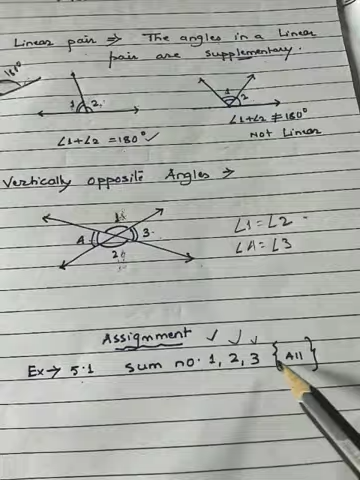 Linear pair ⇒ The angles in a Linear
pair are supplementary.
180°
1 2
1 2
∠1+∠2 = 180° ✓
∠1+∠2 ≠ 180°
Not Linear
Vertically opposite Angles →
1
A 3
2
∠1 = ∠2
∠A = ∠3
Assignment ✓ ✓ ✓
Ex → 5.1 sum no. 1, 2, 3 {All}